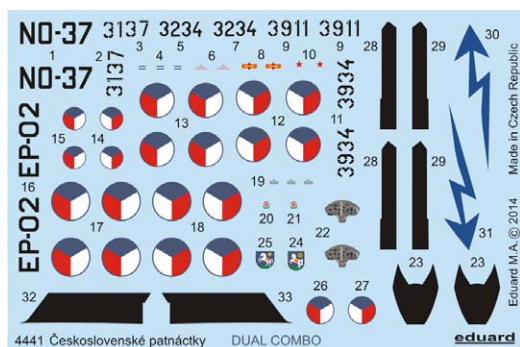 NO-37 3137 3234 3234 3911 3911
1 2 3 4 5 6 7 8 9 10 9 28 29 30
NO-37 3137 3934
EP-02 15 14 13 12 11 3934
28 29
16 19
EP-02 17 18 20 21 22 31
25 24 23 23
32 33 26 27
Made in Czech Republic
Eduard M.A. © 2014
4441 Československé patnáctky DUAL COMBO eduard